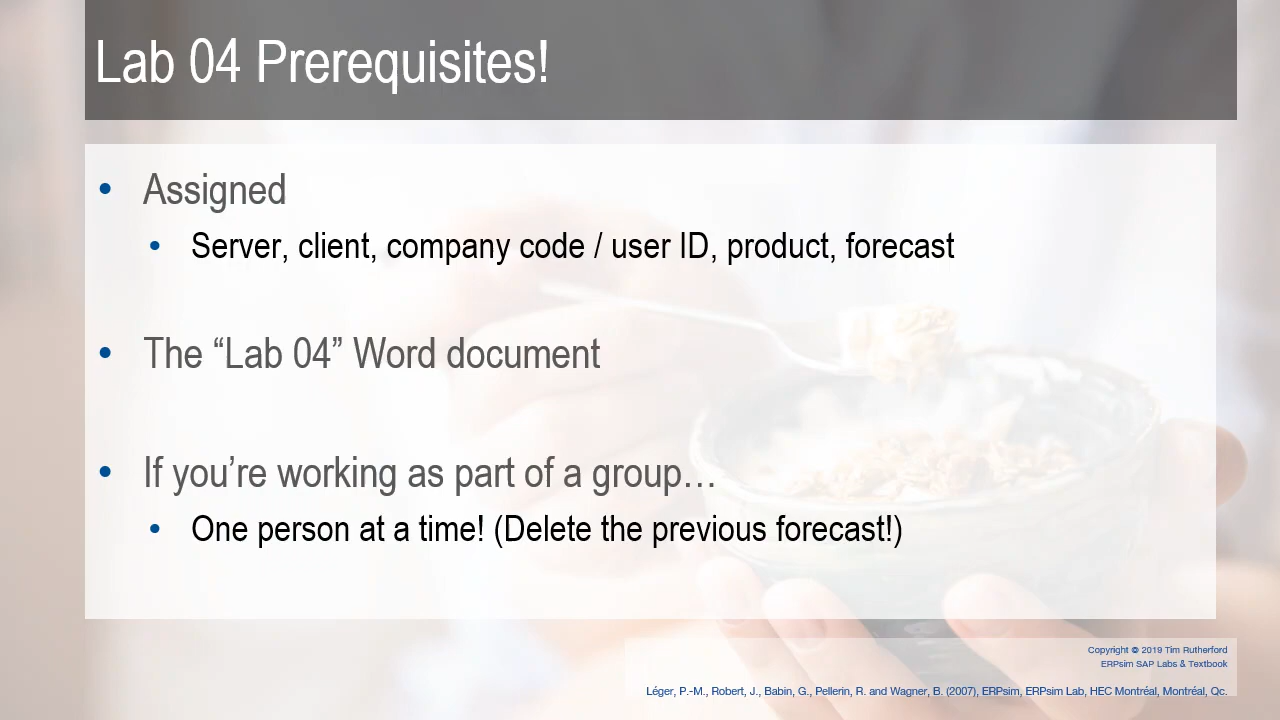 Lab 04 Prerequisites!
• Assigned
• Server, client, company code / user ID, product, forecast
• The “Lab 04” Word document
• If you’re working as part of a group…
• One person at a time! (Delete the previous forecast!)
Copyright © 2019 Tim Rutherford
ERPsim SAP Labs & Textbook
Léger, P.-M., Robert, J., Babin, G., Pellerin, R. and Wagner, B. (2007), ERPsim, ERPsim Lab, HEC Montréal, Montréal, Qc.